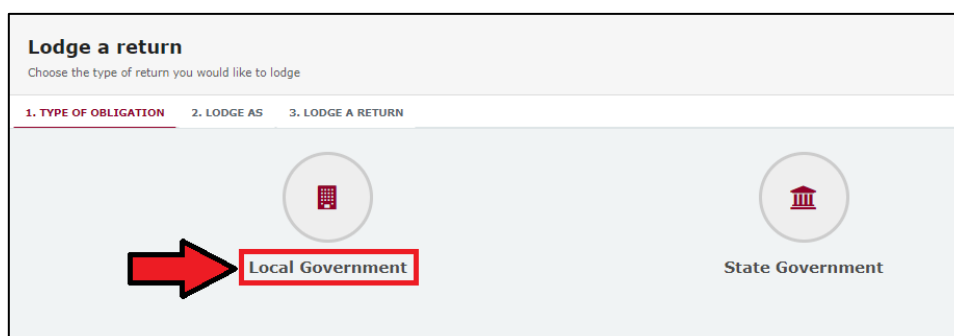 Lodge a return
Choose the type of return you would like to lodge
1. TYPE OF OBLIGATION 2. LODGE AS 3. LODGE A RETURN
Local Government State Government